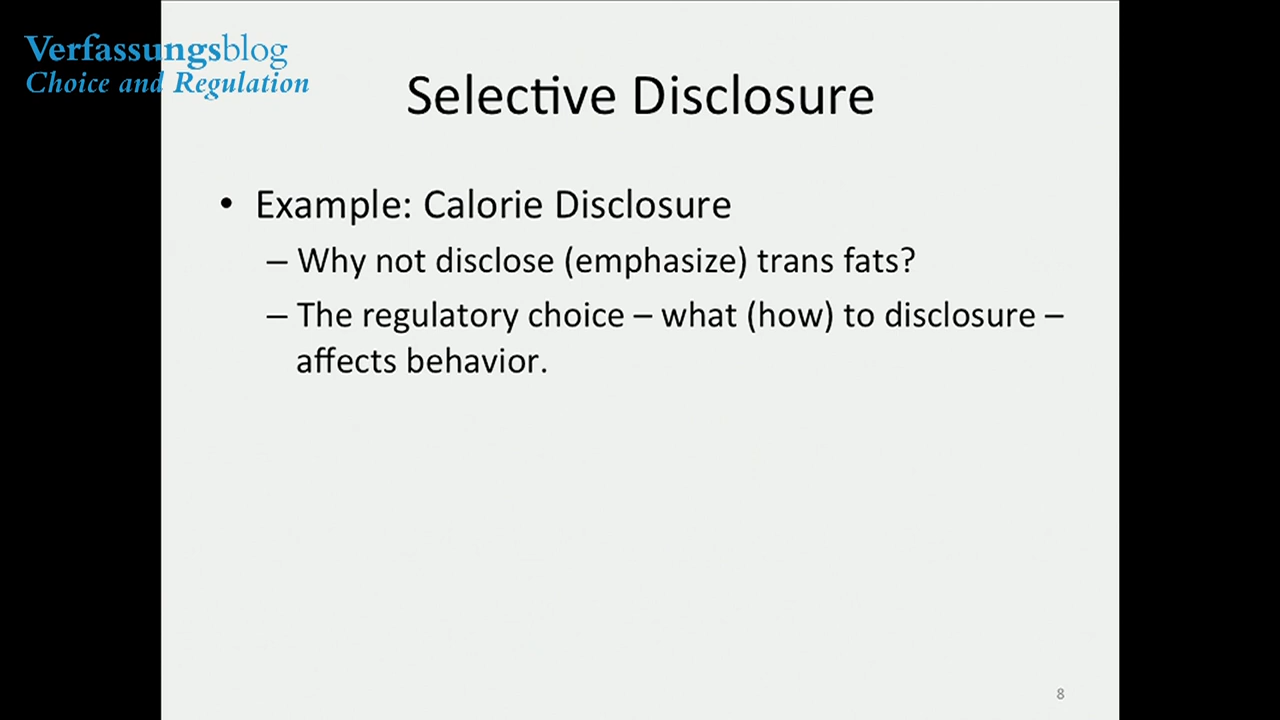 Verfassungsblog
Choice and Regulation
Selective Disclosure
• Example: Calorie Disclosure
– Why not disclose (emphasize) trans fats?
– The regulatory choice – what (how) to disclosure –
affects behavior.
8